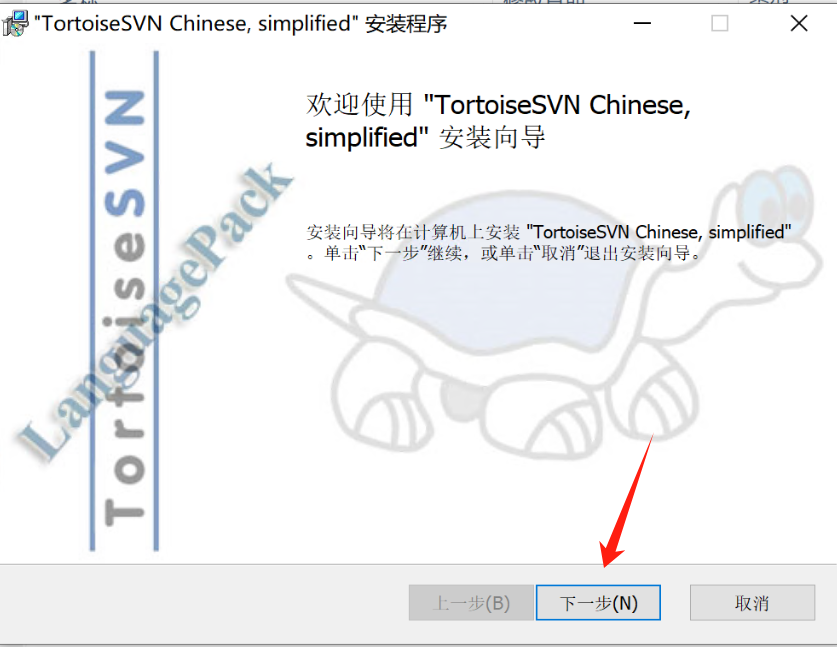 "TortoiseSVN Chinese, simplified" 安装程序
欢迎使用 "TortoiseSVN Chinese,
simplified" 安装向导
安装向导将在计算机上安装 "TortoiseSVN Chinese, simplified"
。单击“下一步”继续，或单击“取消”退出安装向导。
TortoiseSVN
LanguagePack
上一步(B)
下一步(N)
取消